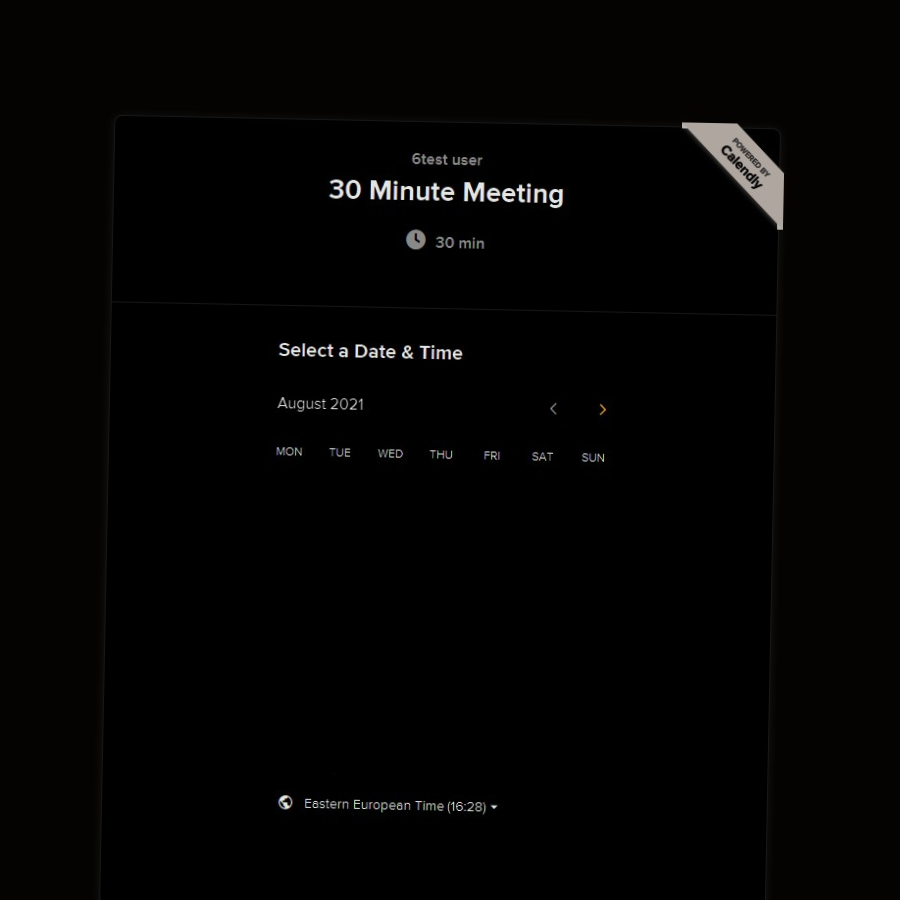 POWERED BY
Calendly
6test user
30 Minute Meeting
30 min
Select a Date & Time
August 2021
MON TUE WED THU FRI SAT SUN
Eastern European Time (16:28)